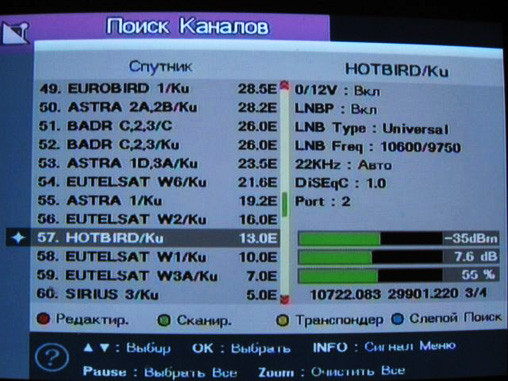 Поиск Каналов
Спутник
49. EUROBIRD 1/Ku 28.5E
50. ASTRA 2A,2B/Ku 28.2E
51. BADR C,2,3/C 26.0E
52. BADR C,2,3/Ku 26.0E
53. ASTRA 1D,3A/Ku 23.5E
54. EUTELSAT W6/Ku 21.6E
55. ASTRA 1/Ku 19.2E
56. EUTELSAT W2/Ku 16.0E
57. HOTBIRD/Ku 13.0E
58. EUTELSAT W1/Ku 10.0E
59. EUTELSAT W3A/Ku 7.0E
60. SIRIUS 3/Ku 5.0E
HOTBIRD/Ku
0/12V : Вкл
LNBP : Вкл
LNB Type : Universal
LNB Freq : 10600/9750
22KHz : Авто
DiSEqC : 1.0
Port : 2
-35dBm
7.6 dB
55 %
10722.083 29901.220 3/4
Редактир. Сканир. Транспондер Слепой Поиск
? ▲▼ : Выбир OK : Выбрать INFO : Сигнал Меню
Pause : Выбрать Все Zoom : Очистить Все